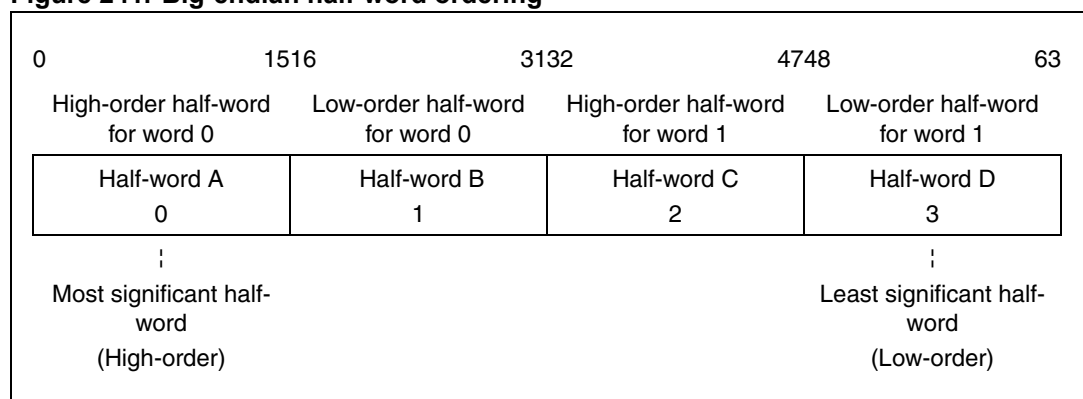 Figure 241. Big-endian half-word ordering
0 1516 3132 4748 63
High-order half-word Low-order half-word High-order half-word Low-order half-word
for word 0 for word 0 for word 1 for word 1
Half-word A Half-word B Half-word C Half-word D
0 1 2 3
Most significant half- Least significant half-
word word
(High-order) (Low-order)